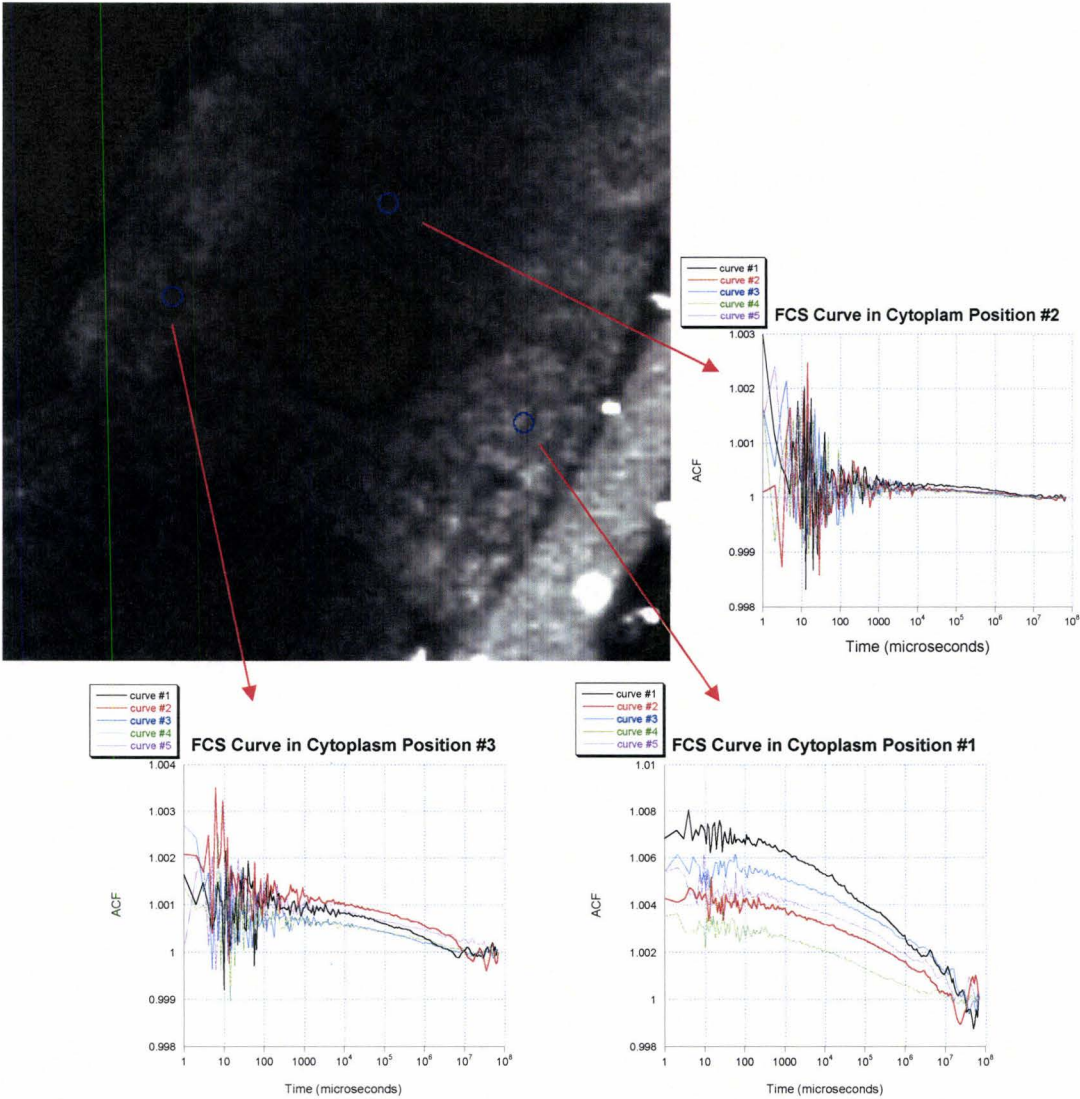 curve #1
curve #2
curve #3
curve #4
curve #5
FCS Curve in Cytoplam Position #2
1.003
1.002
1.001
1
0.999
0.998
ACF
1
10
100
1000
10⁴
10⁵
10⁶
10⁷
10⁸
Time (microseconds)
curve #1
curve #2
curve #3
curve #4
curve #5
FCS Curve in Cytoplasm Position #3
1.004
1.003
1.002
1.001
1
0.999
0.998
ACF
1
10
100
1000
10⁴
10⁵
10⁶
10⁷
10⁸
Time (microseconds)
curve #1
curve #2
curve #3
curve #4
curve #5
FCS Curve in Cytoplasm Position #1
1.01
1.008
1.006
1.004
1.002
1
0.998
ACF
1
10
100
1000
10⁴
10⁵
10⁶
10⁷
10⁸
Time (microseconds)